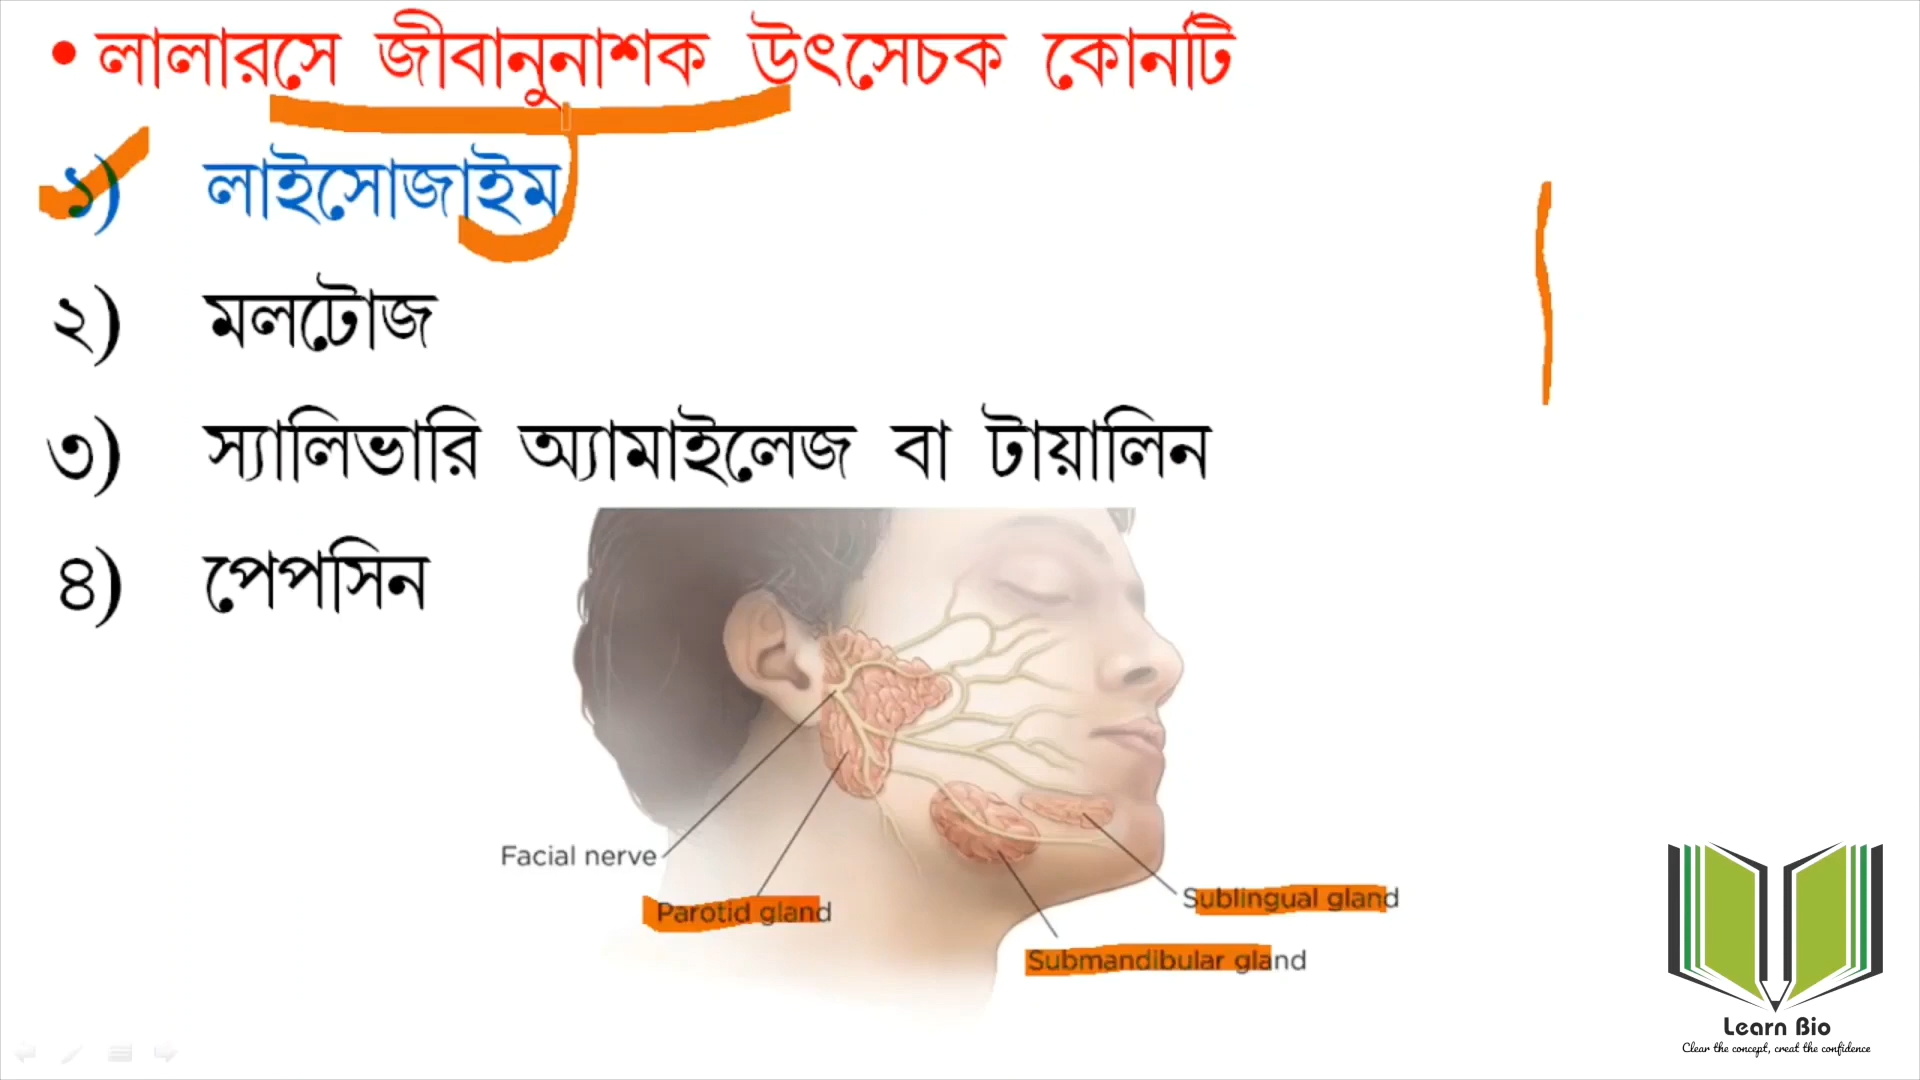 • লালারসে জীবানুনাশক উৎসেচক কোনটি
১) লাইসোজাইম
২) মলটোজ
৩) স্যালিভারি অ্যামাইলেজ বা টায়ালিন
৪) পেপসিন
Facial nerve
Parotid gland
Sublingual gland
Submandibular gland
Learn Bio
Clear the concept, creat the confidence